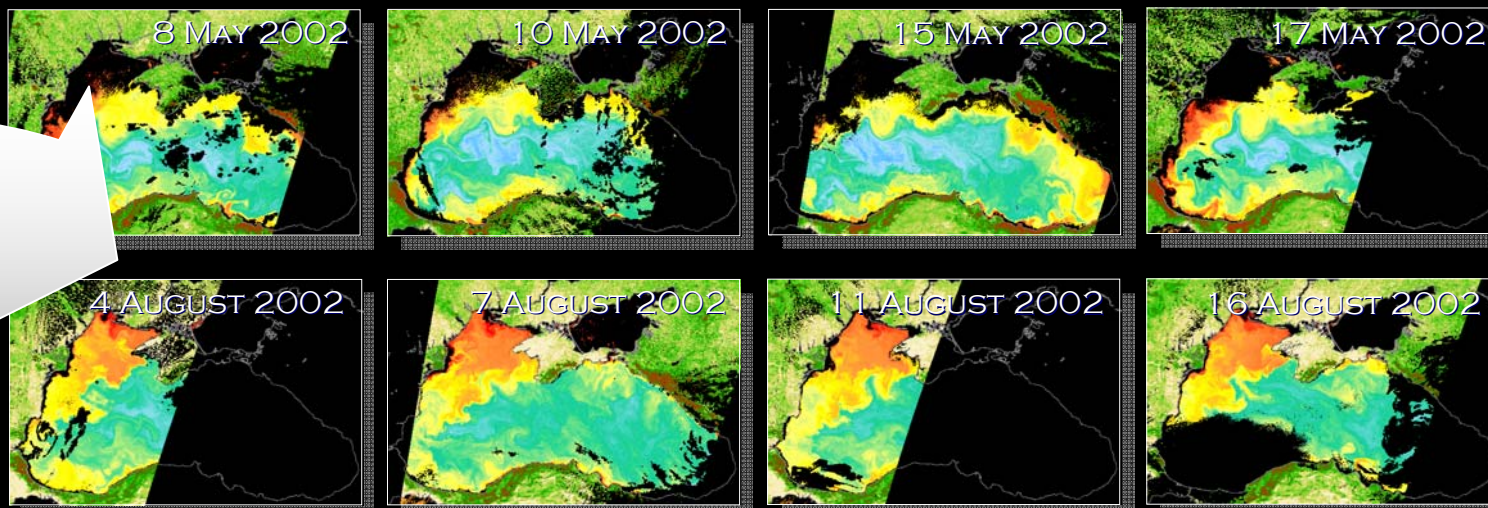 8 MAY 2002
10 MAY 2002
15 MAY 2002
17 MAY 2002
4 AUGUST 2002
7 AUGUST 2002
11 AUGUST 2002
16 AUGUST 2002